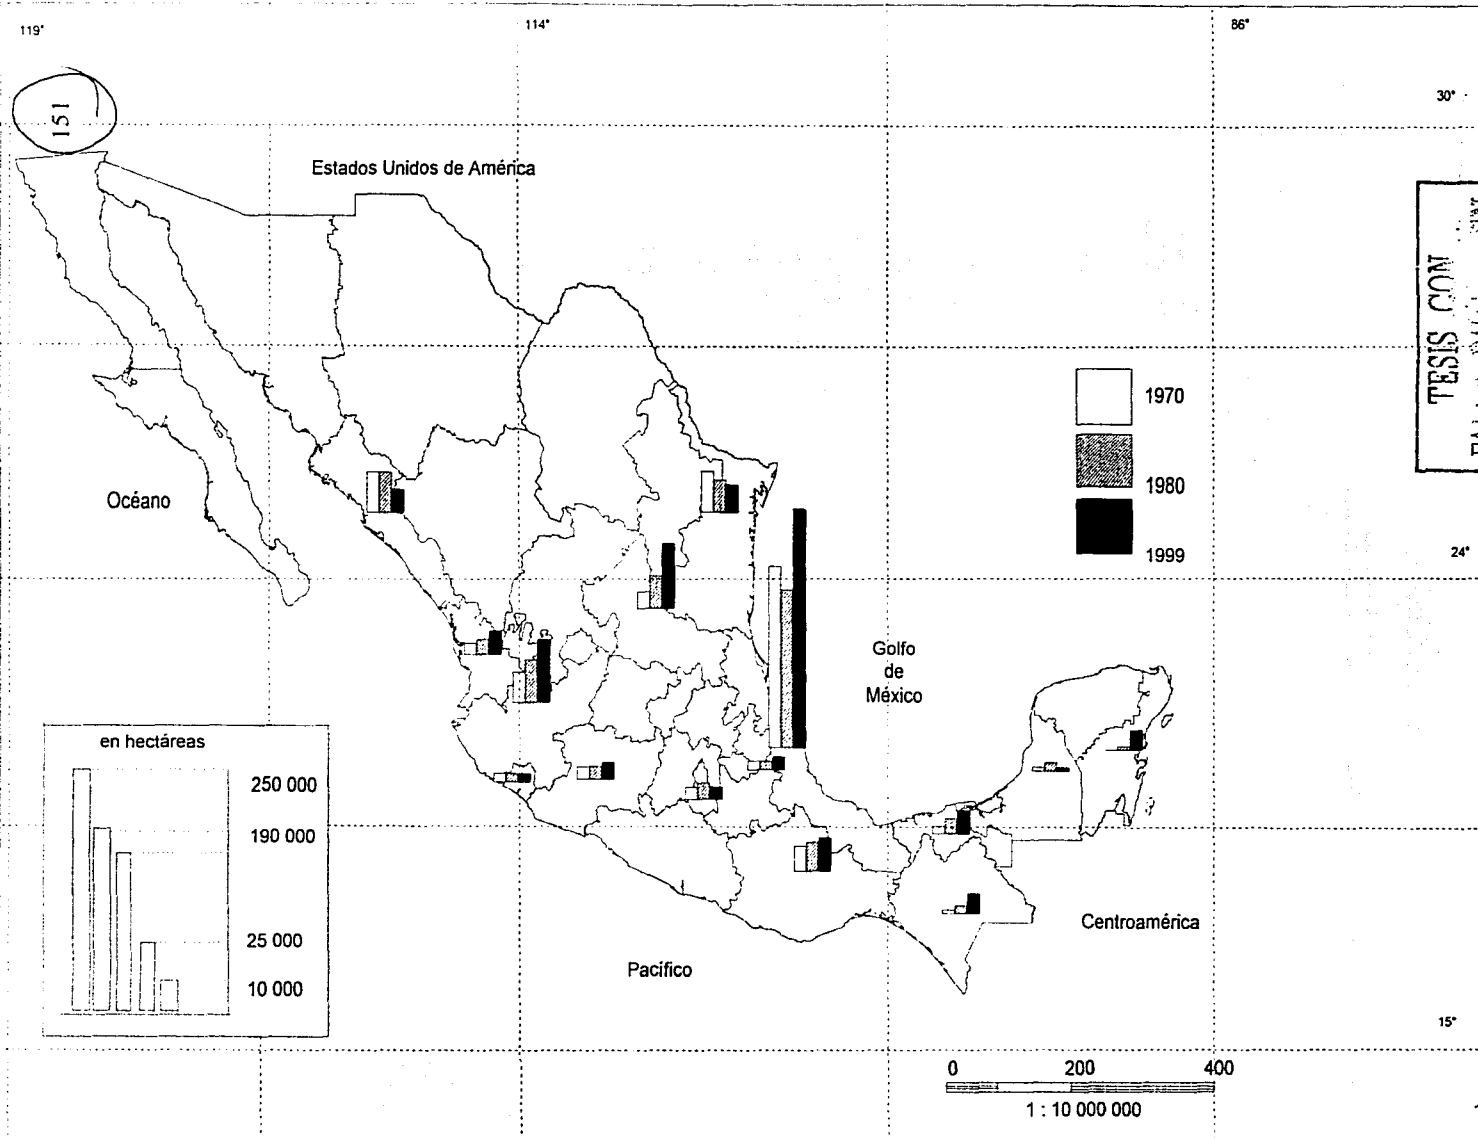 119°
114°
86°
30°
151
Estados Unidos de América
TESIS CON
1970
1980
1999
Océano
24°
Golfo
de
México
en hectáreas
250 000
190 000
25 000
10 000
Centroamérica
Pacífico
15°
0 200 400
1 : 10 000 000